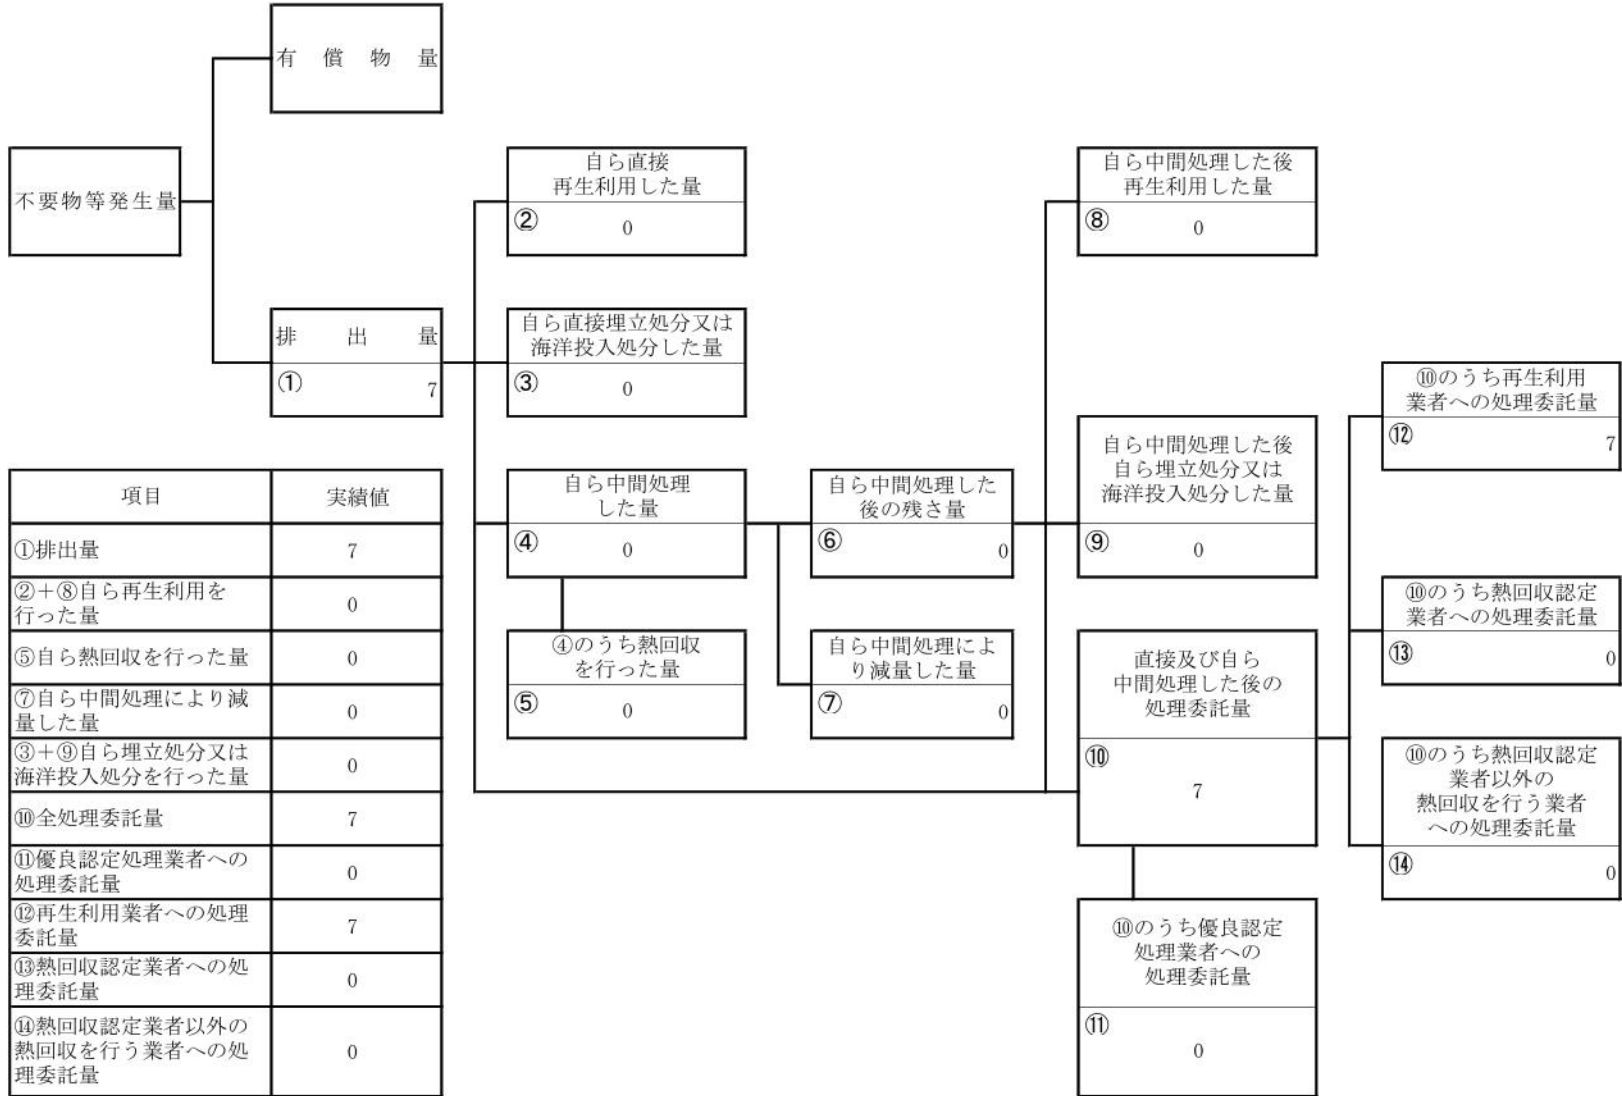 有償物量
不要物等発生量
排出量
① 7
自ら直接
再生利用した量
② 0
自ら直接埋立処分又は
海洋投入処分した量
③ 0
自ら中間処理
した量
④ 0
④のうち熱回収
を行った量
⑤ 0
自ら中間処理した
後の残さ量
⑥ 0
自ら中間処理によ
り減量した量
⑦ 0
自ら中間処理した後
再生利用した量
⑧ 0
自ら中間処理した後
自ら埋立処分又は
海洋投入処分した量
⑨ 0
直接及び自ら
中間処理した後の
処理委託量
⑩
7
⑩のうち優良認定
処理業者への
処理委託量
⑪
0
⑩のうち再生利用
業者への処理委託量
⑫ 7
⑩のうち熱回収認定
業者への処理委託量
⑬ 0
⑩のうち熱回収認定
業者以外の
熱回収を行う業者
への処理委託量
⑭ 0
項目 実績値
①排出量 7
②+⑧自ら再生利用を
行った量 0
⑤自ら熱回収を行った量 0
⑦自ら中間処理により減
量した量 0
③+⑨自ら埋立処分又は
海洋投入処分を行った量 0
⑩全処理委託量 7
⑪優良認定処理業者への
処理委託量 0
⑫再生利用業者への処理
委託量 7
⑬熱回収認定業者への処
理委託量 0
⑭熱回収認定業者以外の
熱回収を行う業者への処 0
理委託量